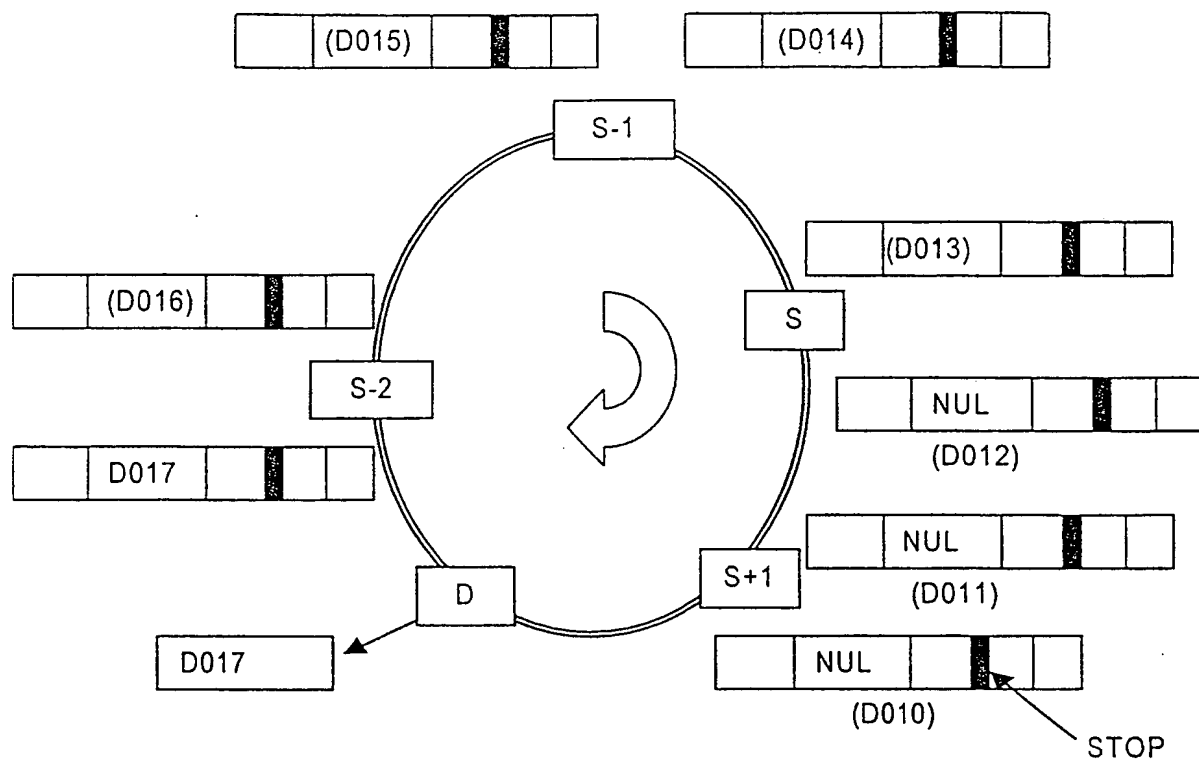 (D015)
(D014)
S-1
(D013)
(D016)
S
S-2
NUL
(D012)
D017
NUL
(D011)
S+1
D
D017
NUL
(D010)
STOP